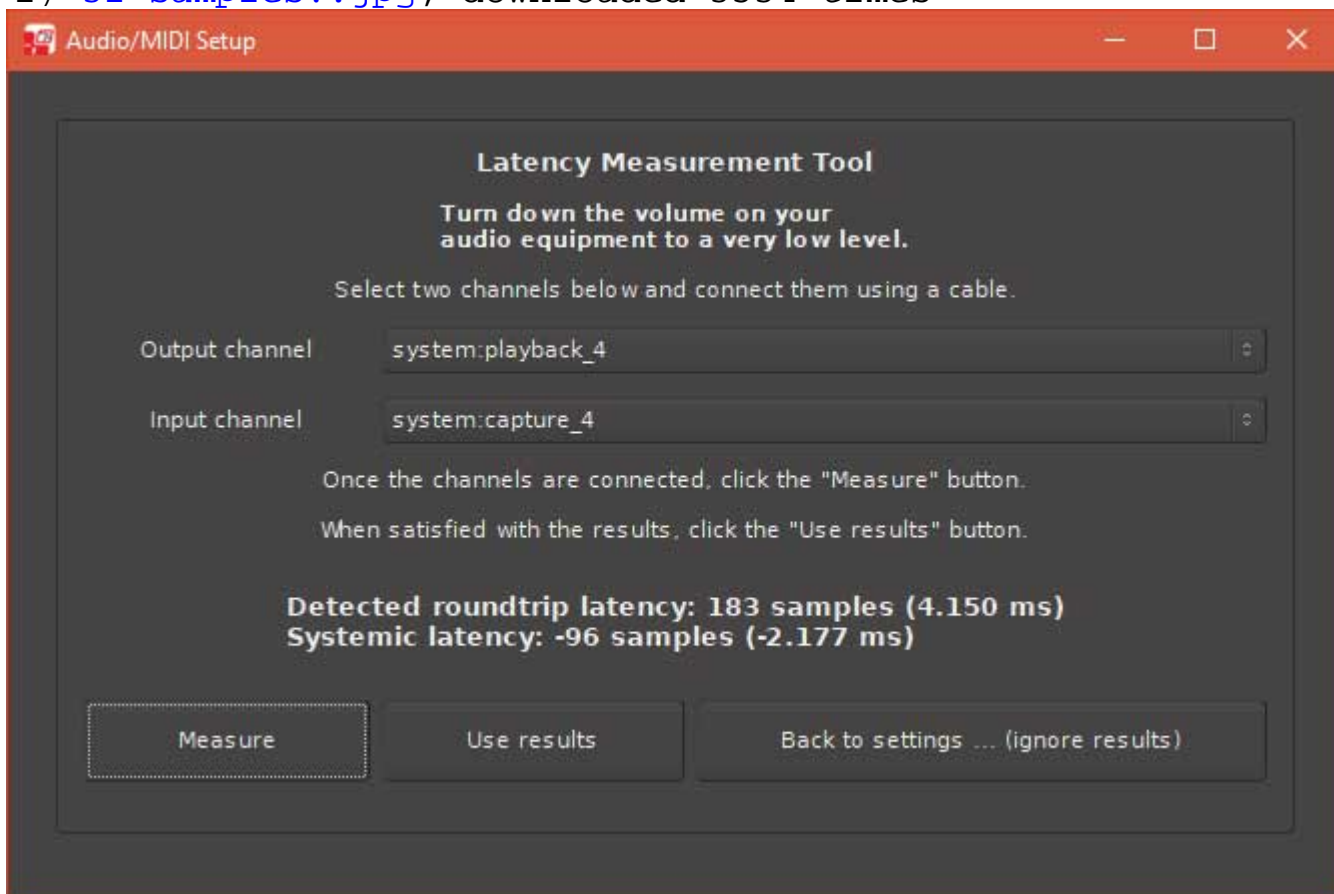 Audio/MIDI Setup
Latency Measurement Tool
Turn down the volume on your
audio equipment to a very low level.
Select two channels below and connect them using a cable.
Output channel system:playback_4
Input channel system:capture_4
Once the channels are connected, click the "Measure" button.
When satisfied with the results, click the "Use results" button.
Detected roundtrip latency: 183 samples (4.150 ms)
Systemic latency: -96 samples (-2.177 ms)
Measure Use results Back to settings ... (ignore results)